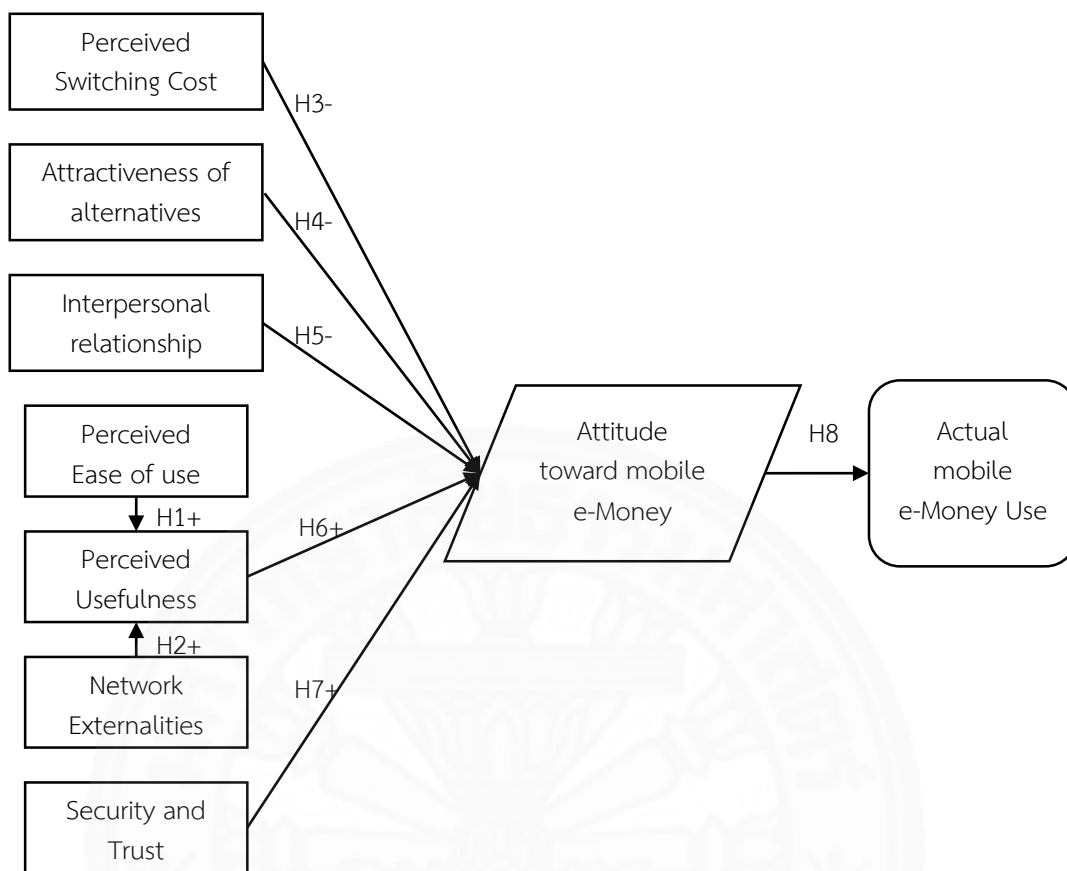 Perceived
Switching Cost
H3-
Attractiveness of
alternatives
H4-
Interpersonal
relationship
H5-
Perceived
Ease of use
H1+
Perceived
Usefulness
H6+
H2+
Network
Externalities
H7+
Security and
Trust
Attitude
toward mobile
e-Money
H8
Actual
mobile
e-Money Use